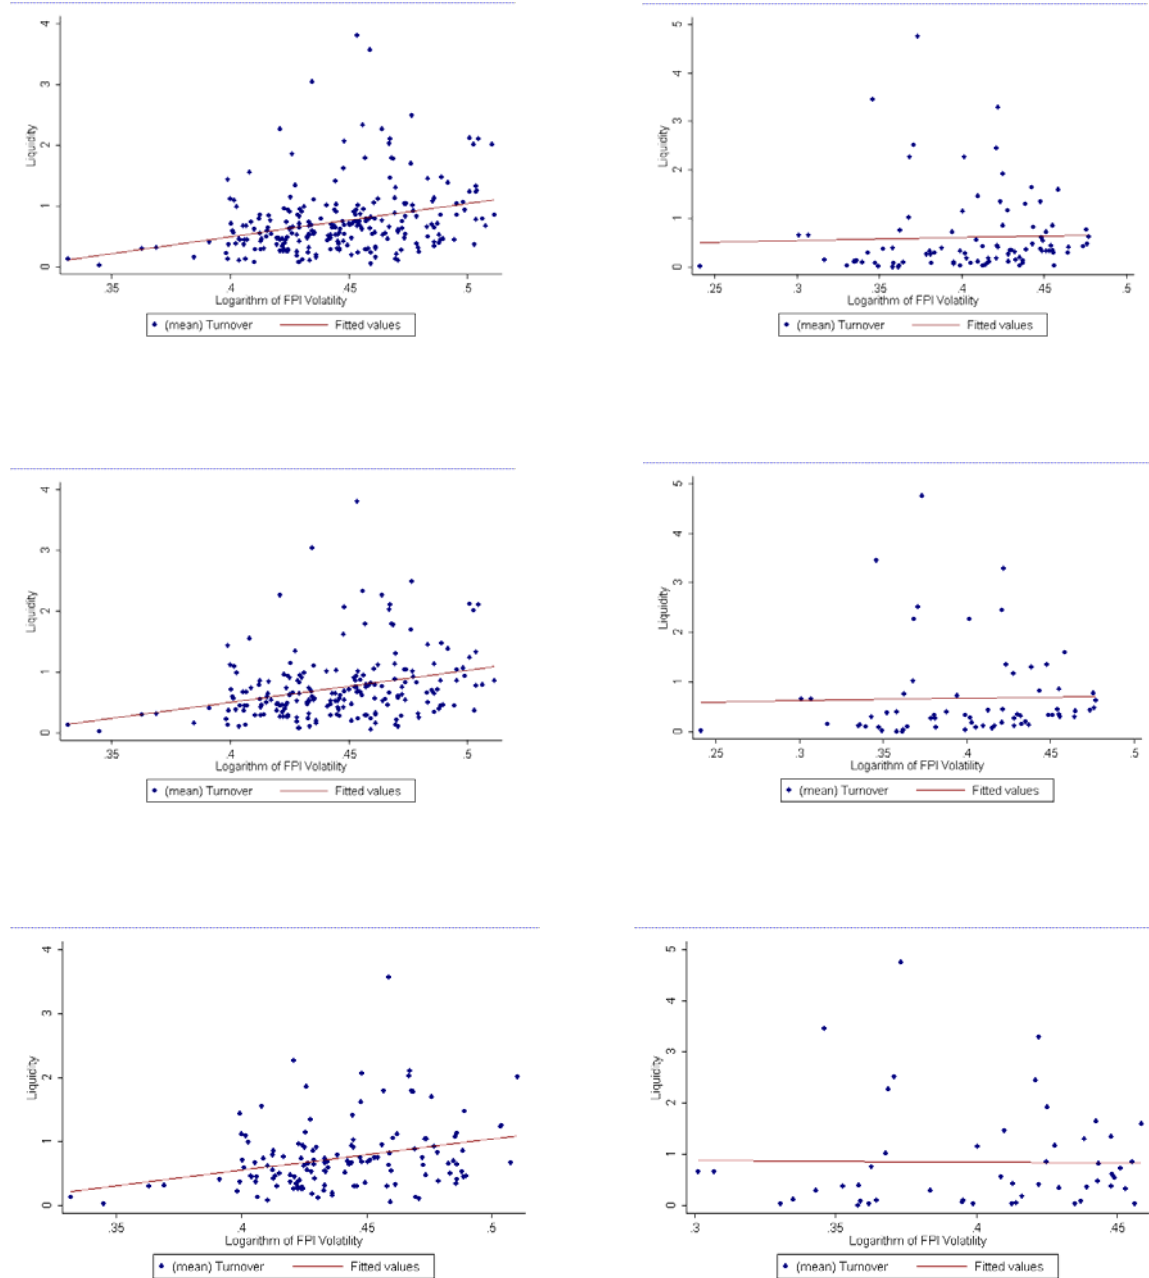 4
3
2
1
0
Liquidity
.35 .4 .45 .5
Logarithm of FPI Volatility
(mean) Turnover Fitted values
5
4
3
2
1
0
Liquidity
.25 .3 .35 .4 .45 .5
Logarithm of FPI Volatility
(mean) Turnover Fitted values
4
3
2
1
0
Liquidity
.35 .4 .45 .5
Logarithm of FPI Volatility
(mean) Turnover Fitted values
5
4
3
2
1
0
Liquidity
.25 .3 .35 .4 .45 .5
Logarithm of FPI Volatility
(mean) Turnover Fitted values
4
3
2
1
0
Liquidity
.35 .4 .45 .5
Logarithm of FPI Volatility
(mean) Turnover Fitted values
5
4
3
2
1
0
Liquidity
.3 .35 .4 .45
Logarithm of FPI Volatility
(mean) Turnover Fitted values